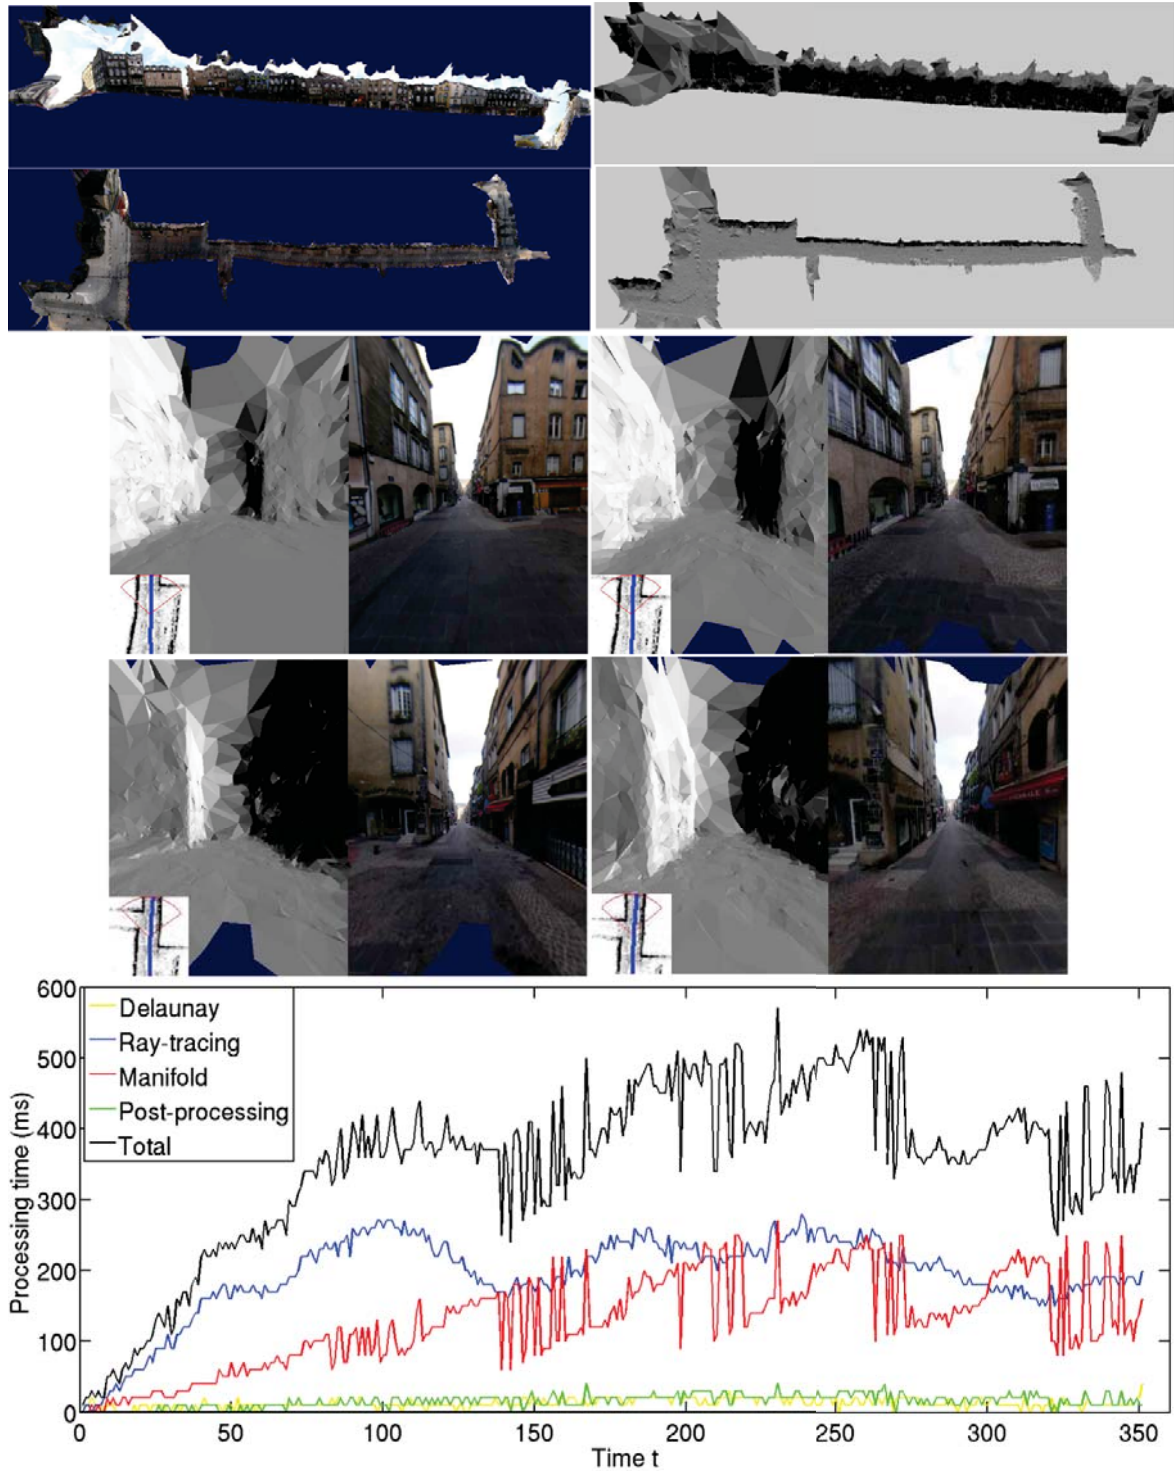 600
500
400
300
200
100
0
Processing time (ms)
Delaunay
Ray-tracing
Manifold
Post-processing
Total
0 50 100 150 200 250 300 350
Time t